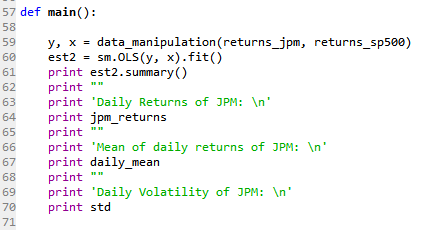 57 def main():
58
59     y, x = data_manipulation(returns_jpm, returns_sp500)
60     est2 = sm.OLS(y, x).fit()
61     print est2.summary()
62     print ""
63     print 'Daily Returns of JPM: \n'
64     print jpm_returns
65     print ""
66     print 'Mean of daily returns of JPM: \n'
67     print daily_mean
68     print ""
69     print 'Daily Volatility of JPM: \n'
70     print std
71